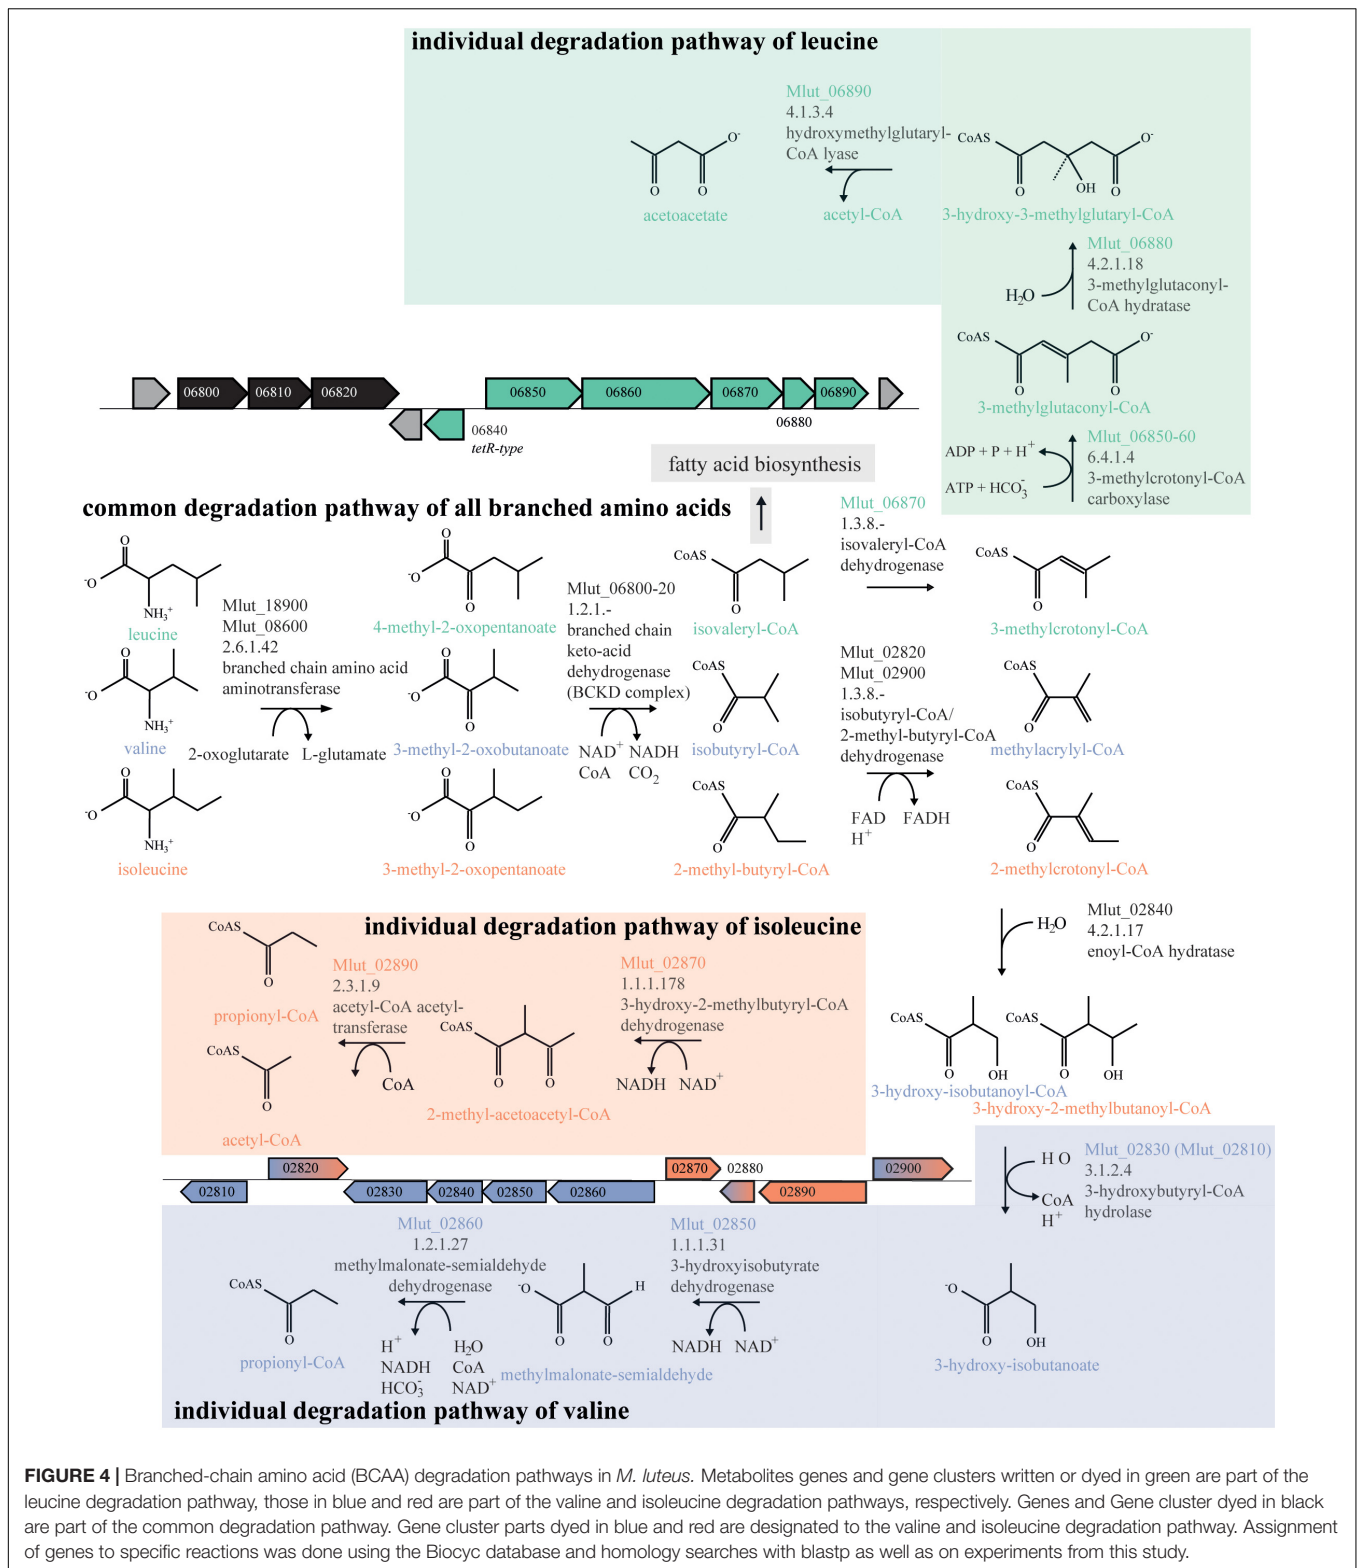 individual degradation pathway of leucine
Mlut_06890
4.1.3.4
hydroxymethylglutaryl-
CoA lyase
O-
O
O
acetoacetate
acetyl-CoA
CoAS
O-
O
OH
O
3-hydroxy-3-methylglutaryl-CoA
Mlut_06880
4.2.1.18
3-methylglutaconyl-
CoA hydratase
H2O
CoAS
O-
O
O
3-methylglutaconyl-CoA
Mlut_06850-60
6.4.1.4
3-methylcrotonyl-CoA
carboxylase
ADP + P + H+
ATP + HCO3-
06800
06810
06820
06840
tetR-type
06850
06860
06870
06880
06890
fatty acid biosynthesis
common degradation pathway of all branched amino acids
O
-O
NH3+
leucine
O
-O
NH3+
valine
O
-O
NH3+
isoleucine
Mlut_18900
Mlut_08600
2.6.1.42
branched chain amino acid
aminotransferase
2-oxoglutarate
L-glutamate
O
-O
O
4-methyl-2-oxopentanoate
O
-O
O
3-methyl-2-oxobutanoate
O
-O
O
3-methyl-2-oxopentanoate
Mlut_06800-20
1.2.1.-
branched chain
keto-acid
dehydrogenase
(BCKD complex)
NAD+ NADH
CoA CO2
CoAS
O
isovaleryl-CoA
CoAS
O
isobutyryl-CoA
CoAS
O
2-methyl-butyryl-CoA
Mlut_06870
1.3.8.-
isovaleryl-CoA
dehydrogenase
Mlut_02820
Mlut_02900
1.3.8.-
isobutyryl-CoA/
2-methyl-butyryl-CoA
dehydrogenase
FAD FADH
H+
CoAS
O
3-methylcrotonyl-CoA
CoAS
O
methylacrylyl-CoA
CoAS
O
2-methylcrotonyl-CoA
H2O
Mlut_02840
4.2.1.17
enoyl-CoA hydratase
CoAS
O
OH
3-hydroxy-isobutanoyl-CoA
CoAS
O
OH
3-hydroxy-2-methylbutanoyl-CoA
individual degradation pathway of isoleucine
CoAS
O
propionyl-CoA
CoAS
O
acetyl-CoA
Mlut_02890
2.3.1.9
acetyl-CoA acetyl-
transferase
CoA
CoAS
O
O
2-methyl-acetoacetyl-CoA
Mlut_02870
1.1.1.178
3-hydroxy-2-methylbutyryl-CoA
dehydrogenase
NADH NAD+
02810
02820
02830
02840
02850
02860
02870
02880
02890
02900
Mlut_02830 (Mlut_02810)
3.1.2.4
3-hydroxybutyryl-CoA
hydrolase
H O
CoA
H+
Mlut_02860
1.2.1.27
methylmalonate-semialdehyde
dehydrogenase
H+ H2O
NADH CoA
HCO3- NAD+
CoAS
O
propionyl-CoA
-O
H
O
O
methylmalonate-semialdehyde
Mlut_02850
1.1.1.31
3-hydroxyisobutyrate
dehydrogenase
NADH NAD+
-O
O
OH
3-hydroxy-isobutanoate
individual degradation pathway of valine
FIGURE 4 | Branched-chain amino acid (BCAA) degradation pathways in M. luteus. Metabolites genes and gene clusters written or dyed in green are part of the
leucine degradation pathway, those in blue and red are part of the valine and isoleucine degradation pathways, respectively. Genes and Gene cluster dyed in black
are part of the common degradation pathway. Gene cluster parts dyed in blue and red are designated to the valine and isoleucine degradation pathway. Assignment
of genes to specific reactions was done using the Biocyc database and homology searches with blastp as well as on experiments from this study.